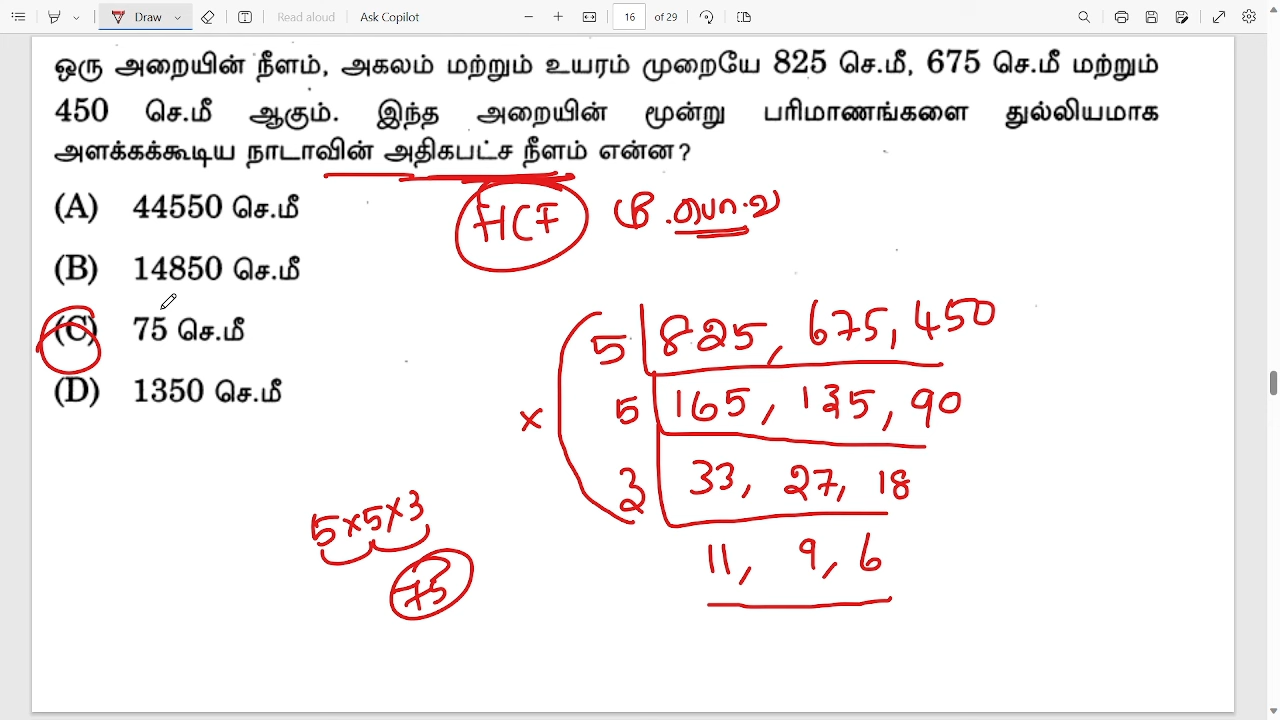 Draw
Read aloud
Ask Copilot
16 of 29
ஒரு அறையின் நீளம், அகலம் மற்றும் உயரம் முறையே 825 செ.மீ, 675 செ.மீ மற்றும்
450 செ.மீ ஆகும். இந்த அறையின் மூன்று பரிமாணங்களை துல்லியமாக
அளக்கக்கூடிய நாடாவின் அதிகபட்ச நீளம் என்ன?
(A) 44550 செ.மீ
HCF மீ.பொ.வ
(B) 14850 செ.மீ
(C) 75 செ.மீ
(D) 1350 செ.மீ
5 825, 675, 450
× 5 165, 135, 90
3 33, 27, 18
11, 9, 6
5×5×3
75